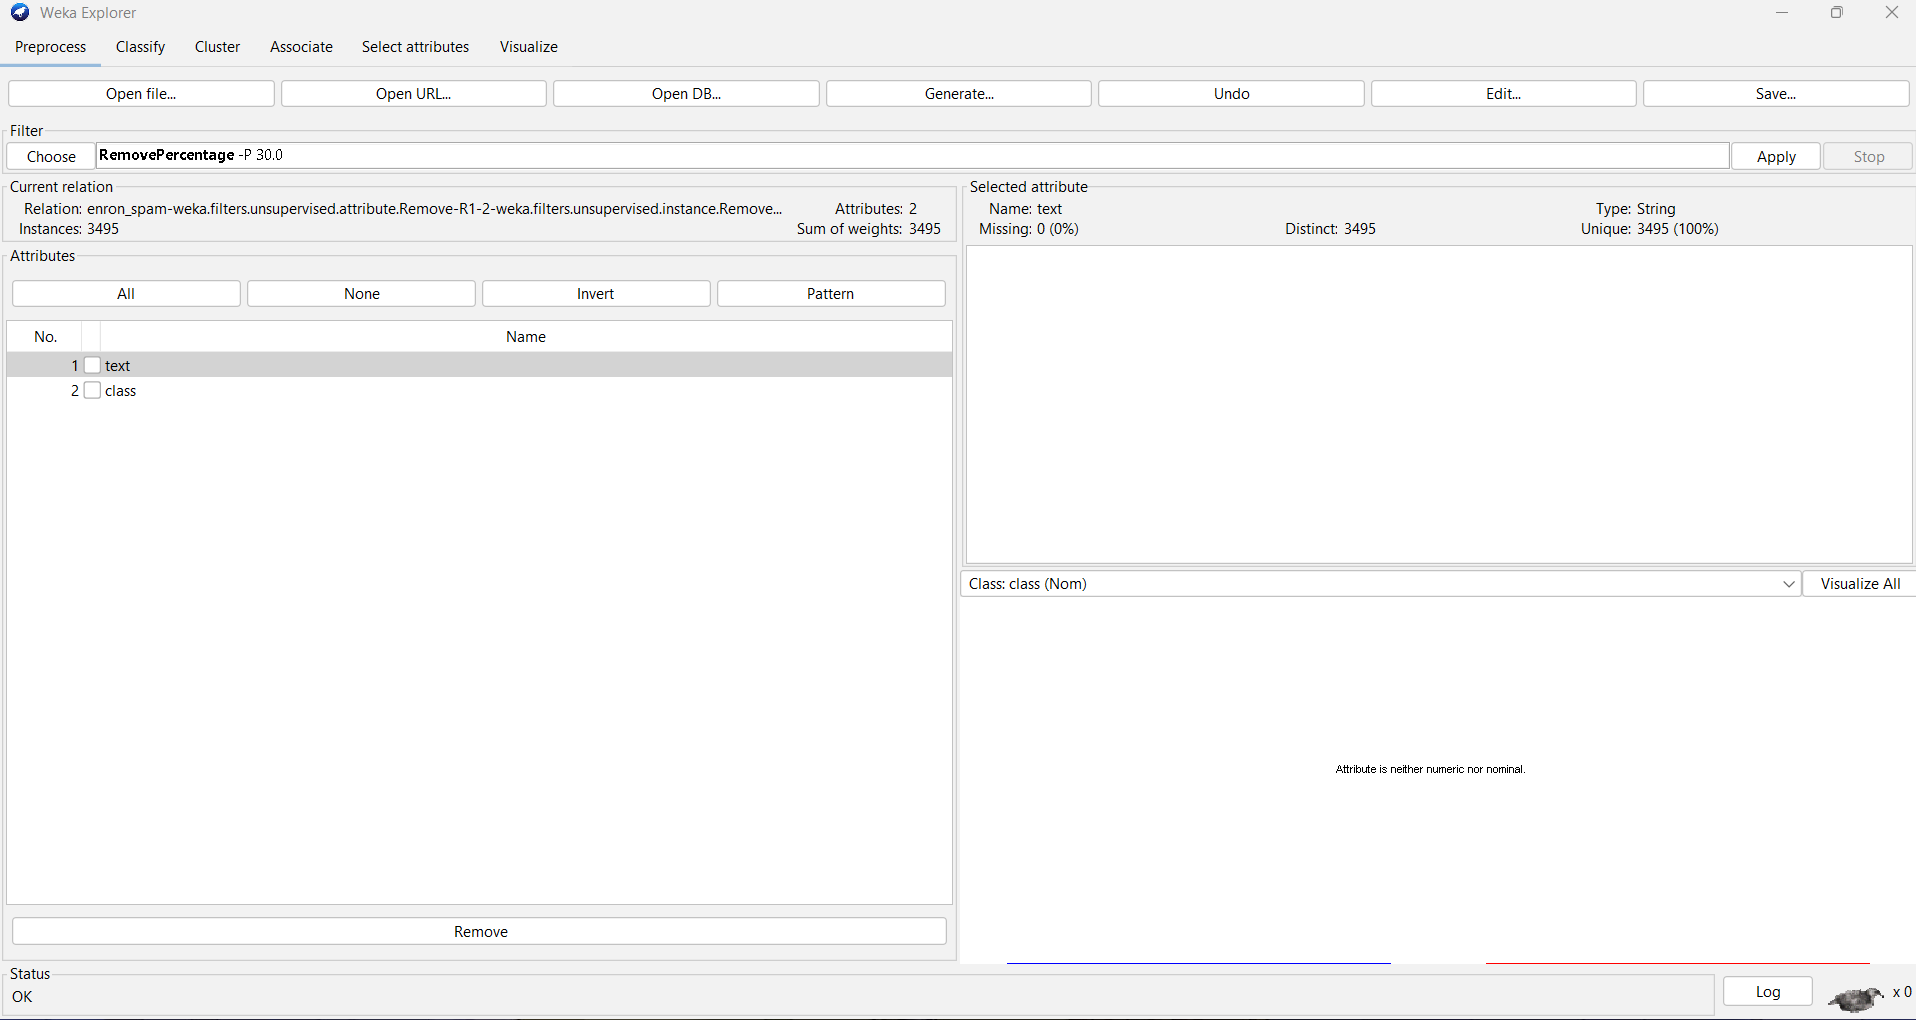 Weka Explorer
Preprocess Classify Cluster Associate Select attributes Visualize
Open file... Open URL... Open DB... Generate... Undo Edit... Save...
Filter
Choose RemovePercentage -P 30.0 Apply Stop
Current relation
Relation: enron_spam-weka.filters.unsupervised.attribute.Remove-R1-2-weka.filters.unsupervised.instance.Remove... Attributes: 2
Instances: 3495 Sum of weights: 3495
Selected attribute
Name: text Type: String
Missing: 0 (0%) Distinct: 3495 Unique: 3495 (100%)
Attributes
All None Invert Pattern
No. Name
1 text
2 class
Remove
Class: class (Nom) Visualize All
Attribute is neither numeric nor nominal.
Status
OK
Log x 0